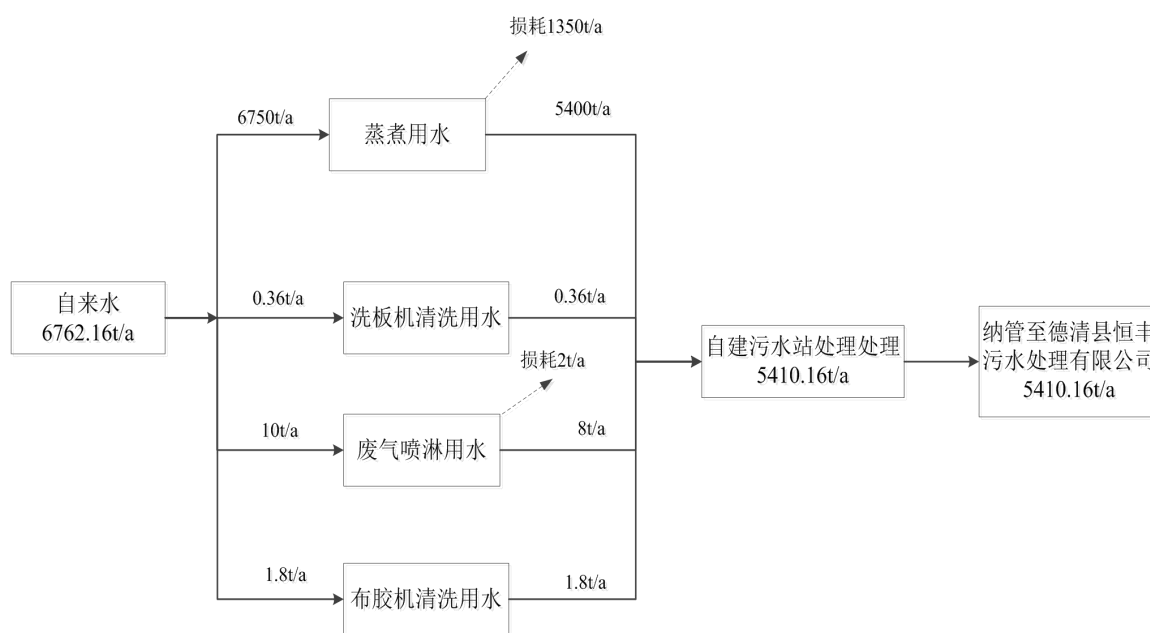 损耗1350t/a
6750t/a
蒸煮用水
5400t/a
自来水
6762.16t/a
0.36t/a
洗板机清洗用水
0.36t/a
损耗2t/a
10t/a
废气喷淋用水
8t/a
1.8t/a
布胶机清洗用水
1.8t/a
自建污水站处理处理
5410.16t/a
纳管至德清县恒丰
污水处理有限公司
5410.16t/a